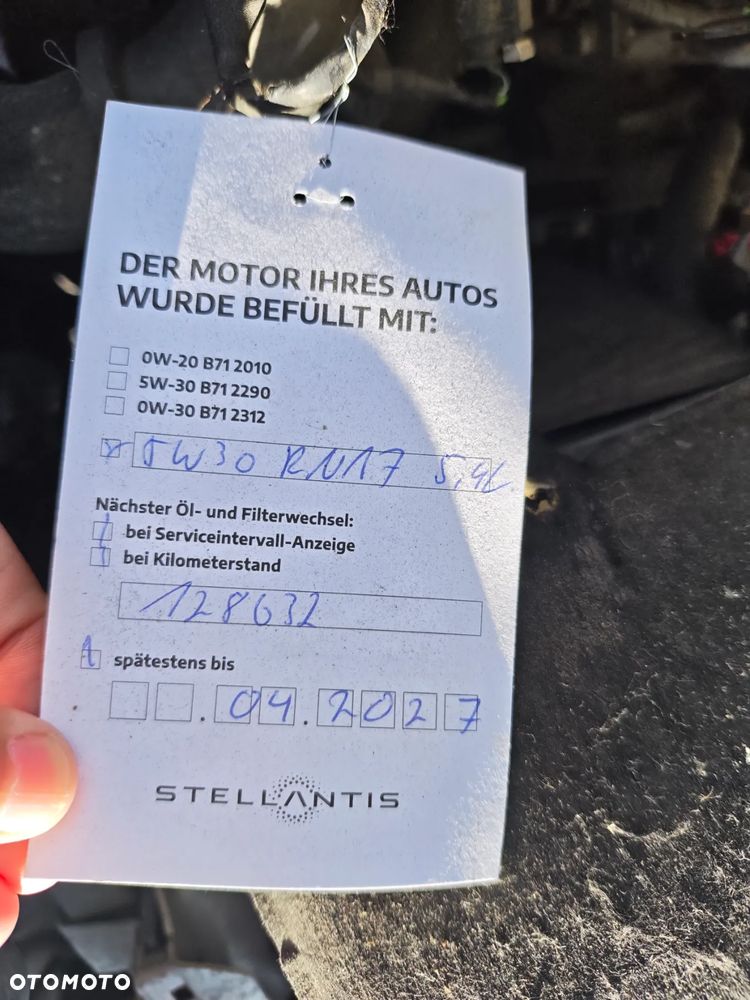 DER MOTOR IHRES AUTOS
WURDE BEFÜLLT MIT:
0W-20 B71 2010
5W-30 B71 2290
0W-30 B71 2312
x 5W30 RN17 5,4L
Nächster Öl- und Filterwechsel:
bei Serviceintervall-Anzeige
bei Kilometerstand
128632
spätestens bis
.04.2027
STELLANTIS
OTOMOTO